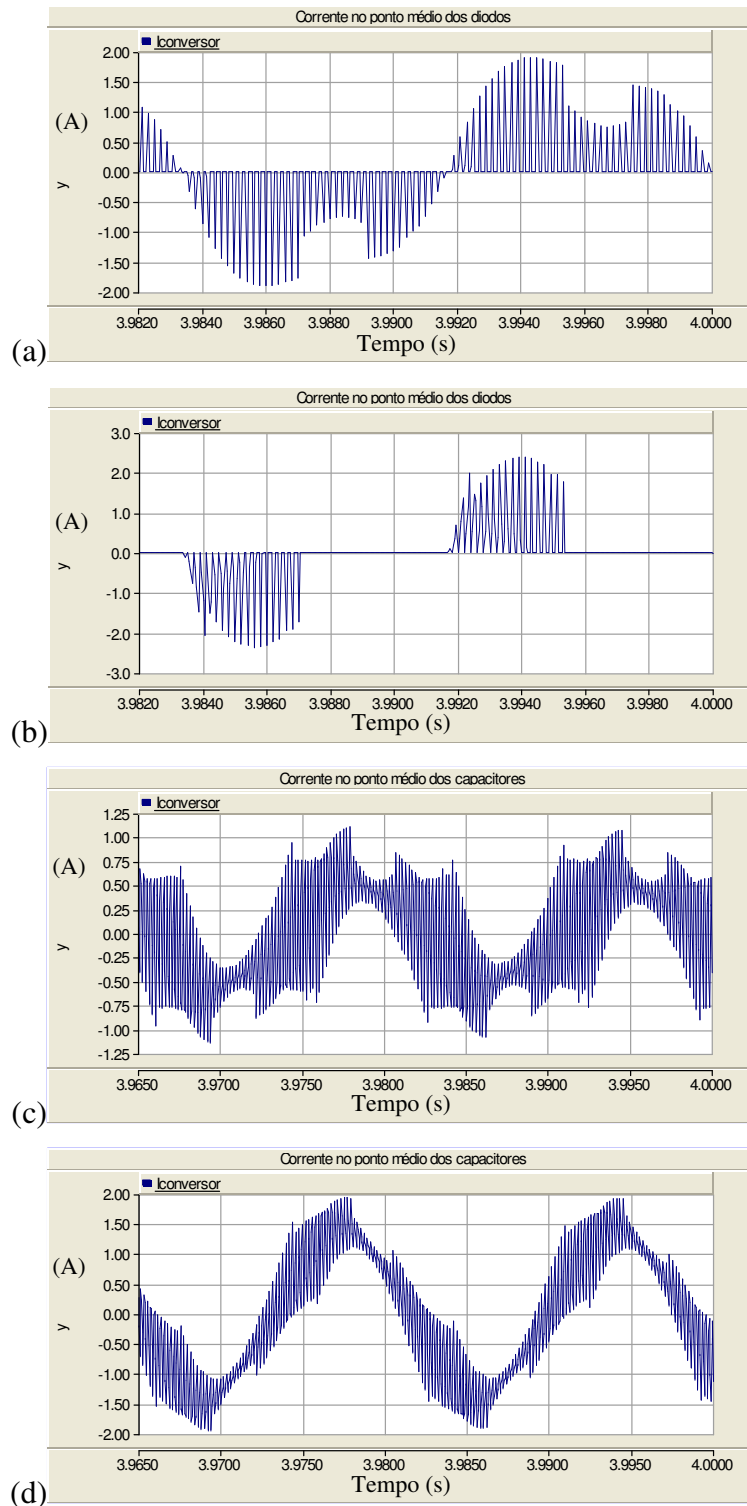 Corrente no ponto médio dos diodos
Iconversor
2.00
1.50
1.00
0.50
0.00
-0.50
-1.00
-1.50
-2.00
(A)
y
3.9820 3.9840 3.9860 3.9880 3.9900 3.9920 3.9940 3.9960 3.9980 4.0000
Tempo (s)
(a)
Corrente no ponto médio dos diodos
Iconversor
3.0
2.0
1.0
0.0
-1.0
-2.0
-3.0
(A)
y
3.9820 3.9840 3.9860 3.9880 3.9900 3.9920 3.9940 3.9960 3.9980 4.0000
Tempo (s)
(b)
Corrente no ponto médio dos capacitores
Iconversor
1.25
1.00
0.75
0.50
0.25
0.00
-0.25
-0.50
-0.75
-1.00
-1.25
(A)
y
3.9650 3.9700 3.9750 3.9800 3.9850 3.9900 3.9950 4.0000
Tempo (s)
(c)
Corrente no ponto médio dos capacitores
Iconversor
2.00
1.50
1.00
0.50
0.00
-0.50
-1.00
-1.50
-2.00
(A)
y
3.9650 3.9700 3.9750 3.9800 3.9850 3.9900 3.9950 4.0000
Tempo (s)
(d)